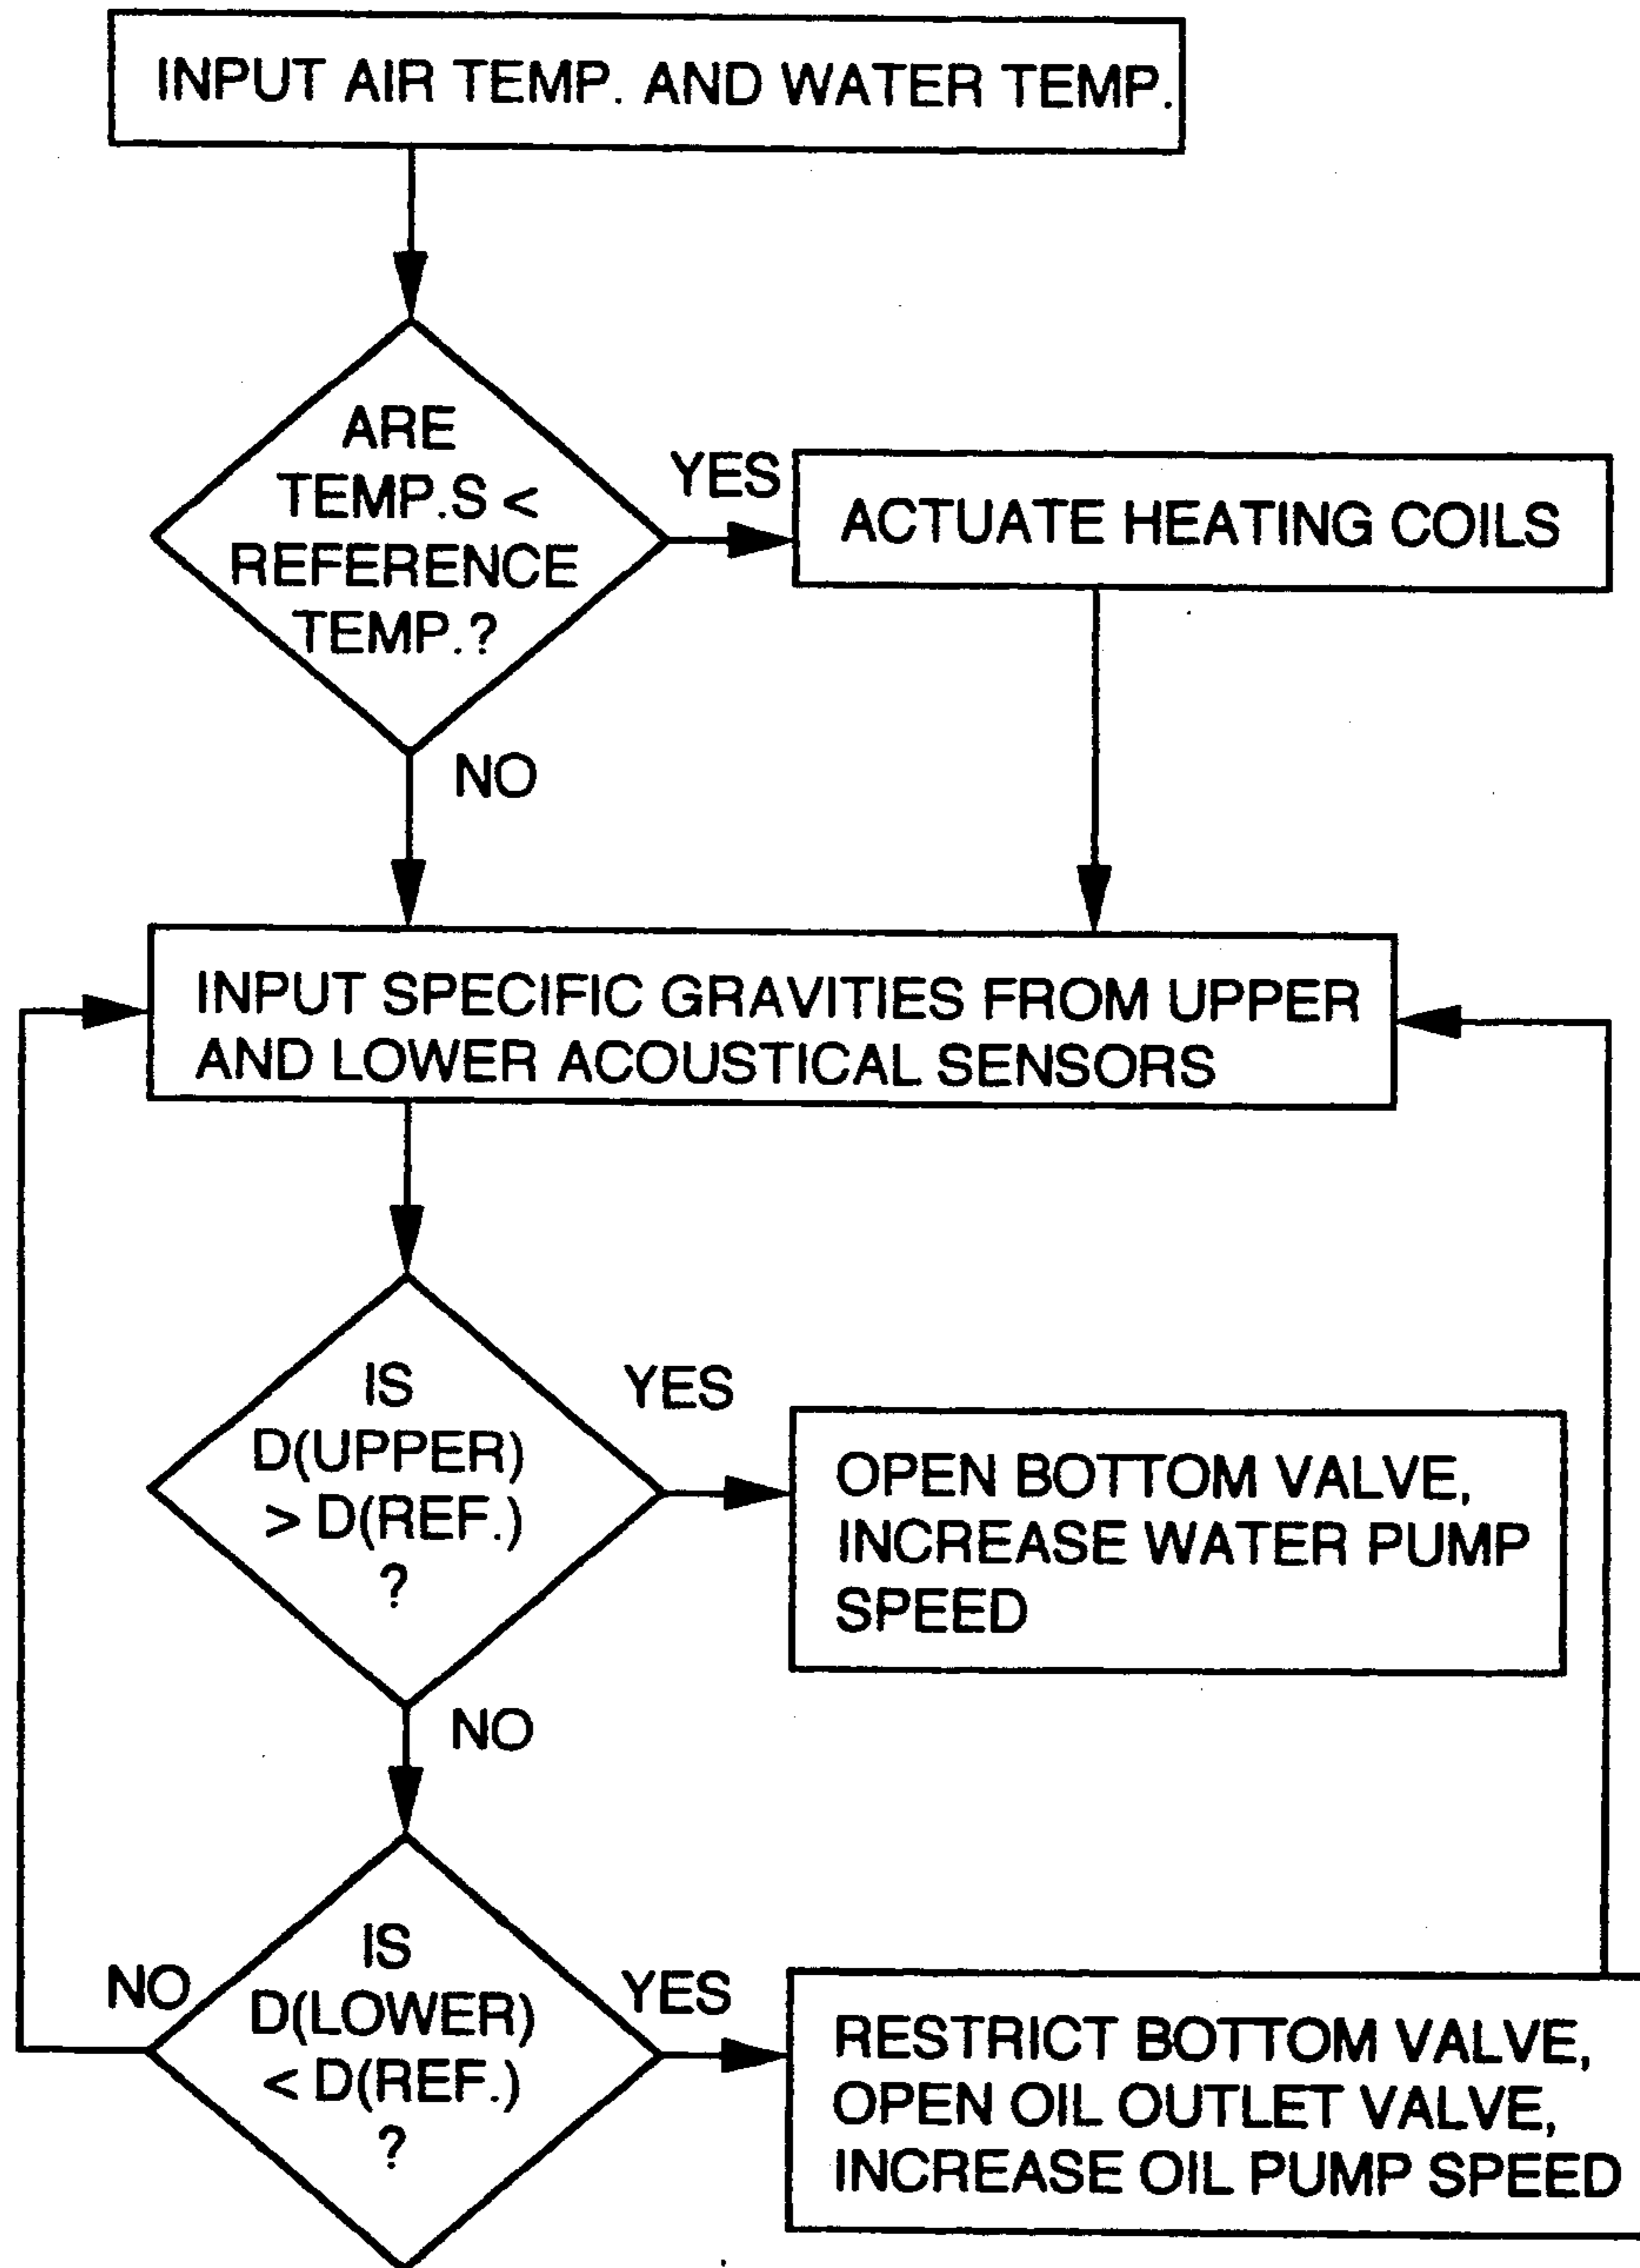 INPUT AIR TEMP. AND WATER TEMP.
ARE
TEMP.S <
REFERENCE
TEMP.?
YES
ACTUATE HEATING COILS
NO
INPUT SPECIFIC GRAVITIES FROM UPPER
AND LOWER ACOUSTICAL SENSORS
IS
D(UPPER)
> D(REF.)
?
YES
OPEN BOTTOM VALVE,
INCREASE WATER PUMP
SPEED
NO
IS
D(LOWER)
< D(REF.)
?
NO
YES
RESTRICT BOTTOM VALVE,
OPEN OIL OUTLET VALVE,
INCREASE OIL PUMP SPEED